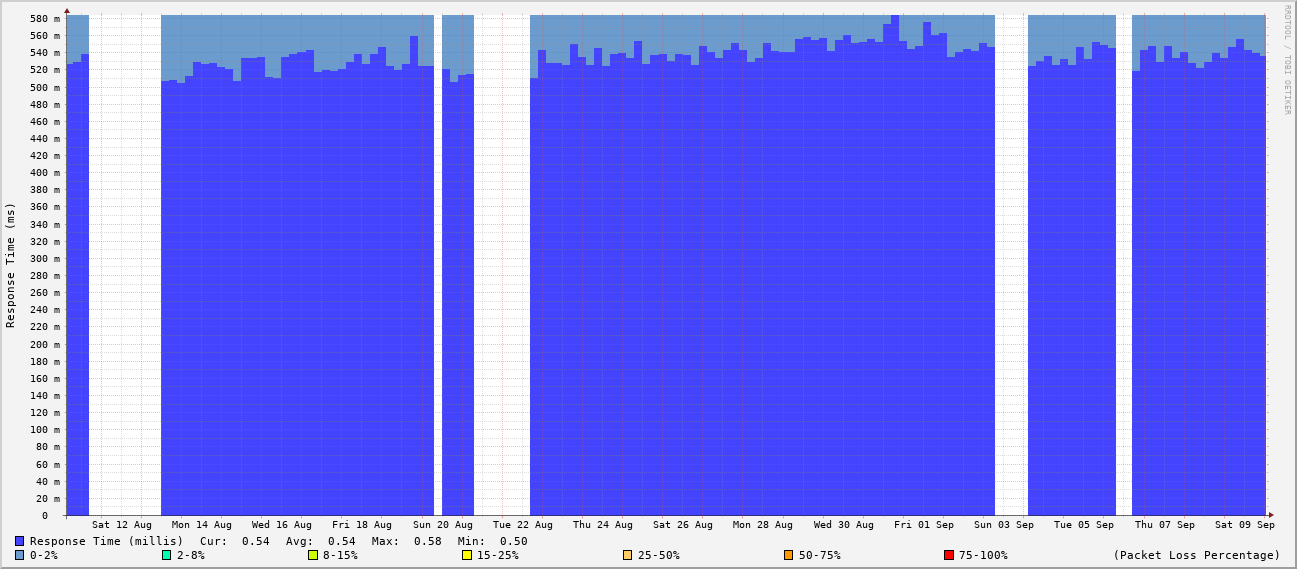 RRDTOOL / TOBI OETIKER
Response Time (ms)
580 m
560 m
540 m
520 m
500 m
480 m
460 m
440 m
420 m
400 m
380 m
360 m
340 m
320 m
300 m
280 m
260 m
240 m
220 m
200 m
180 m
160 m
140 m
120 m
100 m
80 m
60 m
40 m
20 m
0
Sat 12 Aug Mon 14 Aug Wed 16 Aug Fri 18 Aug Sun 20 Aug Tue 22 Aug Thu 24 Aug Sat 26 Aug Mon 28 Aug Wed 30 Aug Fri 01 Sep Sun 03 Sep Tue 05 Sep Thu 07 Sep Sat 09 Sep
Response Time (millis) Cur: 0.54 Avg: 0.54 Max: 0.58 Min: 0.50
0-2% 2-8% 8-15% 15-25% 25-50% 50-75% 75-100% (Packet Loss Percentage)